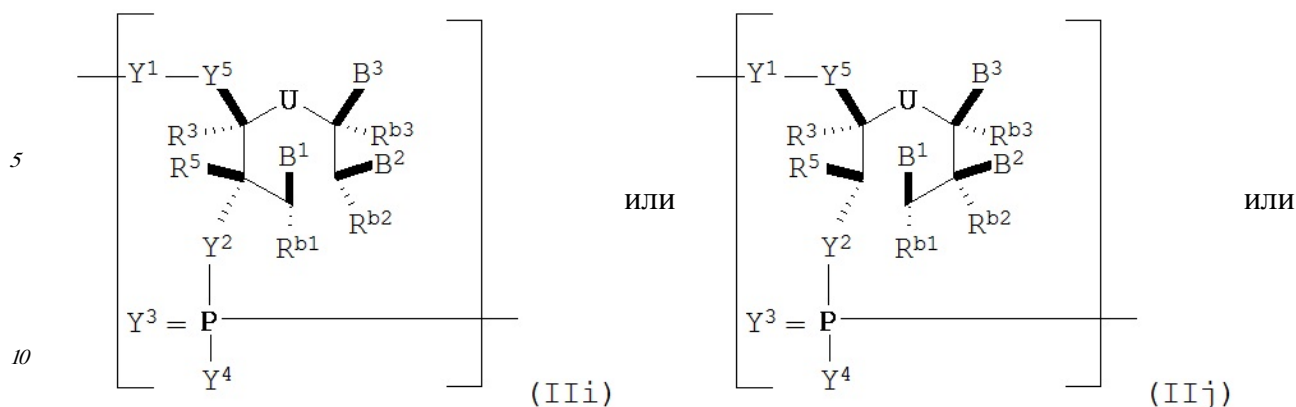 Y¹ Y⁵ B³ Y¹ Y⁵ B³
U U
R³ Rᵇ³ R³ Rᵇ³
5 R⁵ B¹ B² R⁵ B¹ B²
или или
Rᵇ² Rᵇ²
Y² Rᵇ¹ Y² Rᵇ¹
Y³ = P Y³ = P
10 Y⁴ Y⁴
(IIi) (IIj)